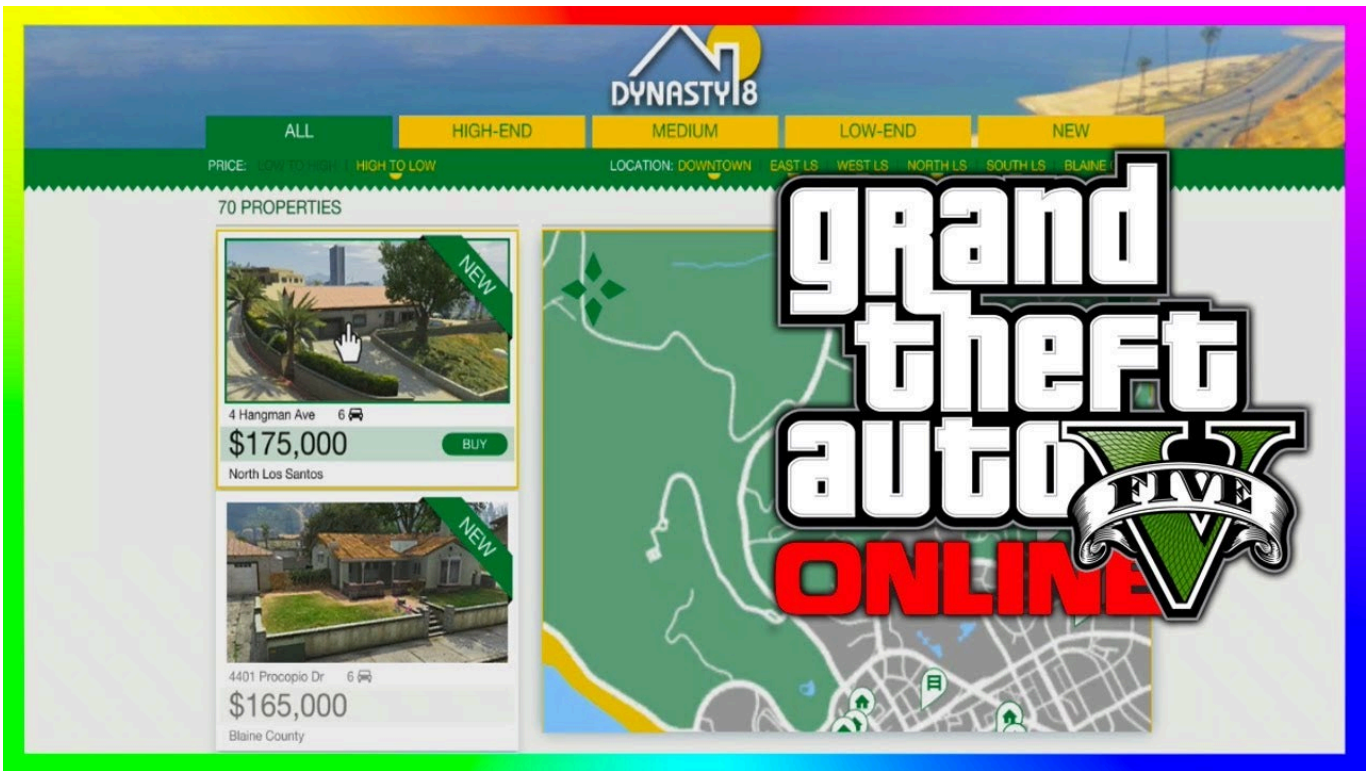 DYNASTY 8
ALL HIGH-END MEDIUM LOW-END NEW
PRICE: LOW TO HIGH | HIGH TO LOW LOCATION: DOWNTOWN | EAST LS | WEST LS | NORTH LS | SOUTH LS | BLAINE
70 PROPERTIES
NEW
4 Hangman Ave 6
$175,000 BUY
North Los Santos
NEW
4401 Procopio Dr 6
$165,000
Blaine County
grand
theft
auto
FIVE
ONLINE